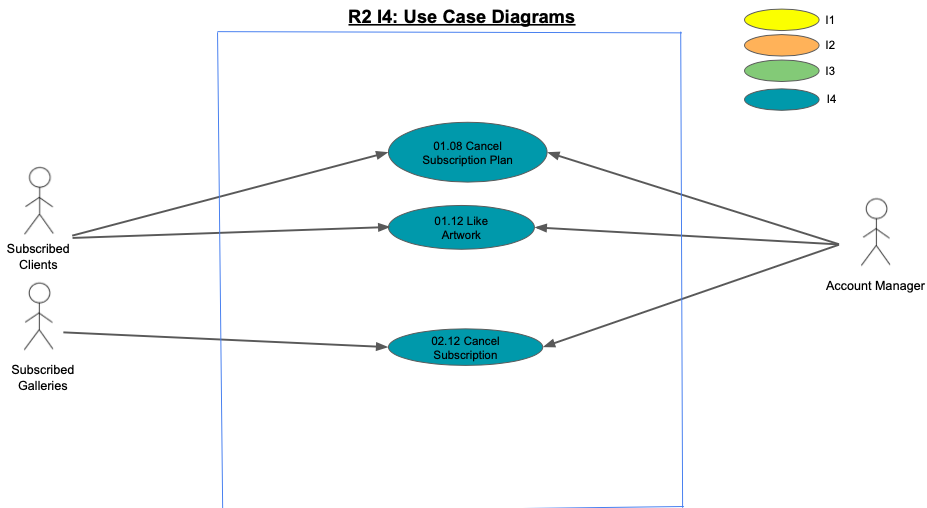 R2 I4: Use Case Diagrams
I1
I2
I3
I4
01.08 Cancel
Subscription Plan
01.12 Like
Artwork
02.12 Cancel
Subscription
Subscribed
Clients
Subscribed
Galleries
Account Manager